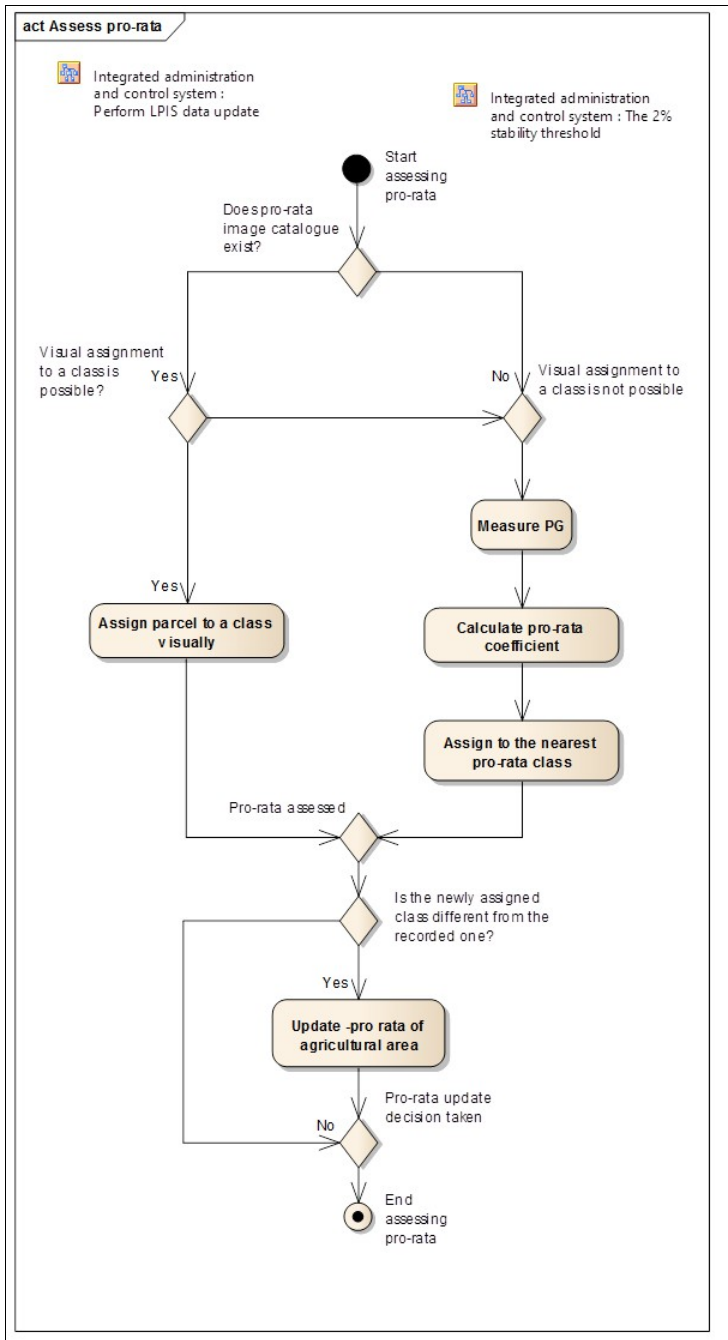 act Assess pro-rata
Integrated administration
and control system :
Perform LPIS data update
Integrated administration
and control system : The 2%
stability threshold
Start
assessing
pro-rata
Does pro-rata
image catalogue
exist?
Visual assignment
to a class is
possible?
Yes
No
Visual assignment to
a class is not possible
Measure PG
Yes
Assign parcel to a class
visually
Calculate pro-rata
coefficient
Assign to the nearest
pro-rata class
Pro-rata assessed
Is the newly assigned
class different from the
recorded one?
Yes
Update -pro rata of
agricultural area
Pro-rata update
decision taken
No
End
assessing
pro-rata